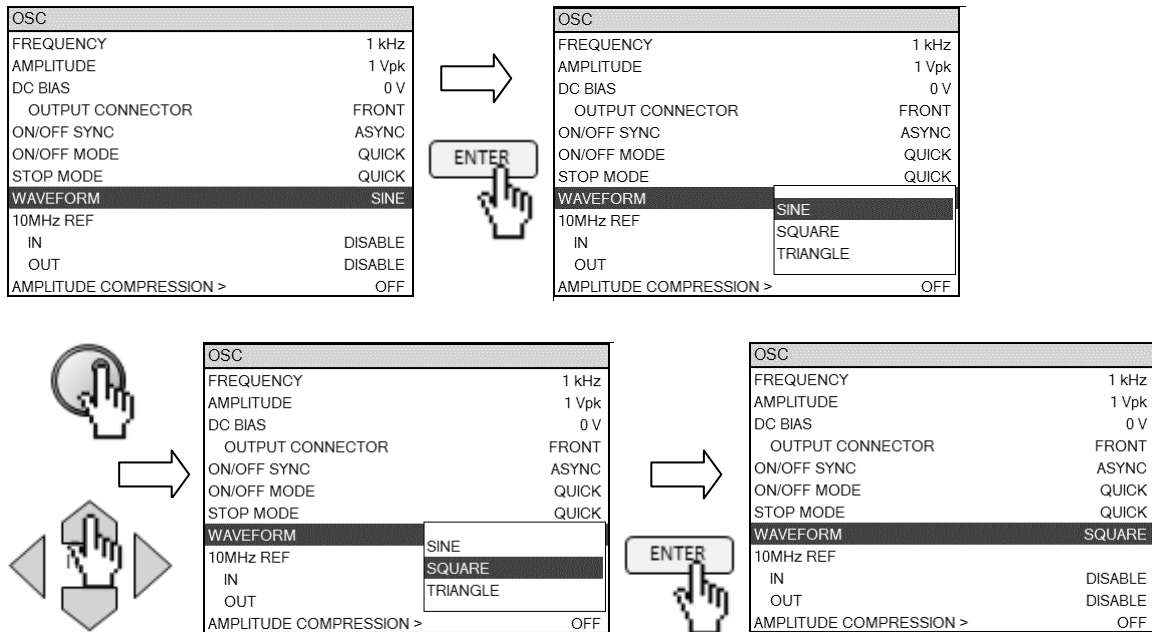 OSC
FREQUENCY 1 kHz
AMPLITUDE 1 Vpk
DC BIAS 0 V
OUTPUT CONNECTOR FRONT
ON/OFF SYNC ASYNC
ON/OFF MODE QUICK
STOP MODE QUICK
WAVEFORM SINE
10MHz REF
IN DISABLE
OUT DISABLE
AMPLITUDE COMPRESSION > OFF
ENTER
OSC
FREQUENCY 1 kHz
AMPLITUDE 1 Vpk
DC BIAS 0 V
OUTPUT CONNECTOR FRONT
ON/OFF SYNC ASYNC
ON/OFF MODE QUICK
STOP MODE QUICK
WAVEFORM
SINE
10MHz REF
SQUARE
IN
TRIANGLE
OUT
AMPLITUDE COMPRESSION > OFF
OSC
FREQUENCY 1 kHz
AMPLITUDE 1 Vpk
DC BIAS 0 V
OUTPUT CONNECTOR FRONT
ON/OFF SYNC ASYNC
ON/OFF MODE QUICK
STOP MODE QUICK
WAVEFORM
SINE
10MHz REF
SQUARE
IN
TRIANGLE
OUT
AMPLITUDE COMPRESSION > OFF
ENTER
OSC
FREQUENCY 1 kHz
AMPLITUDE 1 Vpk
DC BIAS 0 V
OUTPUT CONNECTOR FRONT
ON/OFF SYNC ASYNC
ON/OFF MODE QUICK
STOP MODE QUICK
WAVEFORM SQUARE
10MHz REF
IN DISABLE
OUT DISABLE
AMPLITUDE COMPRESSION > OFF